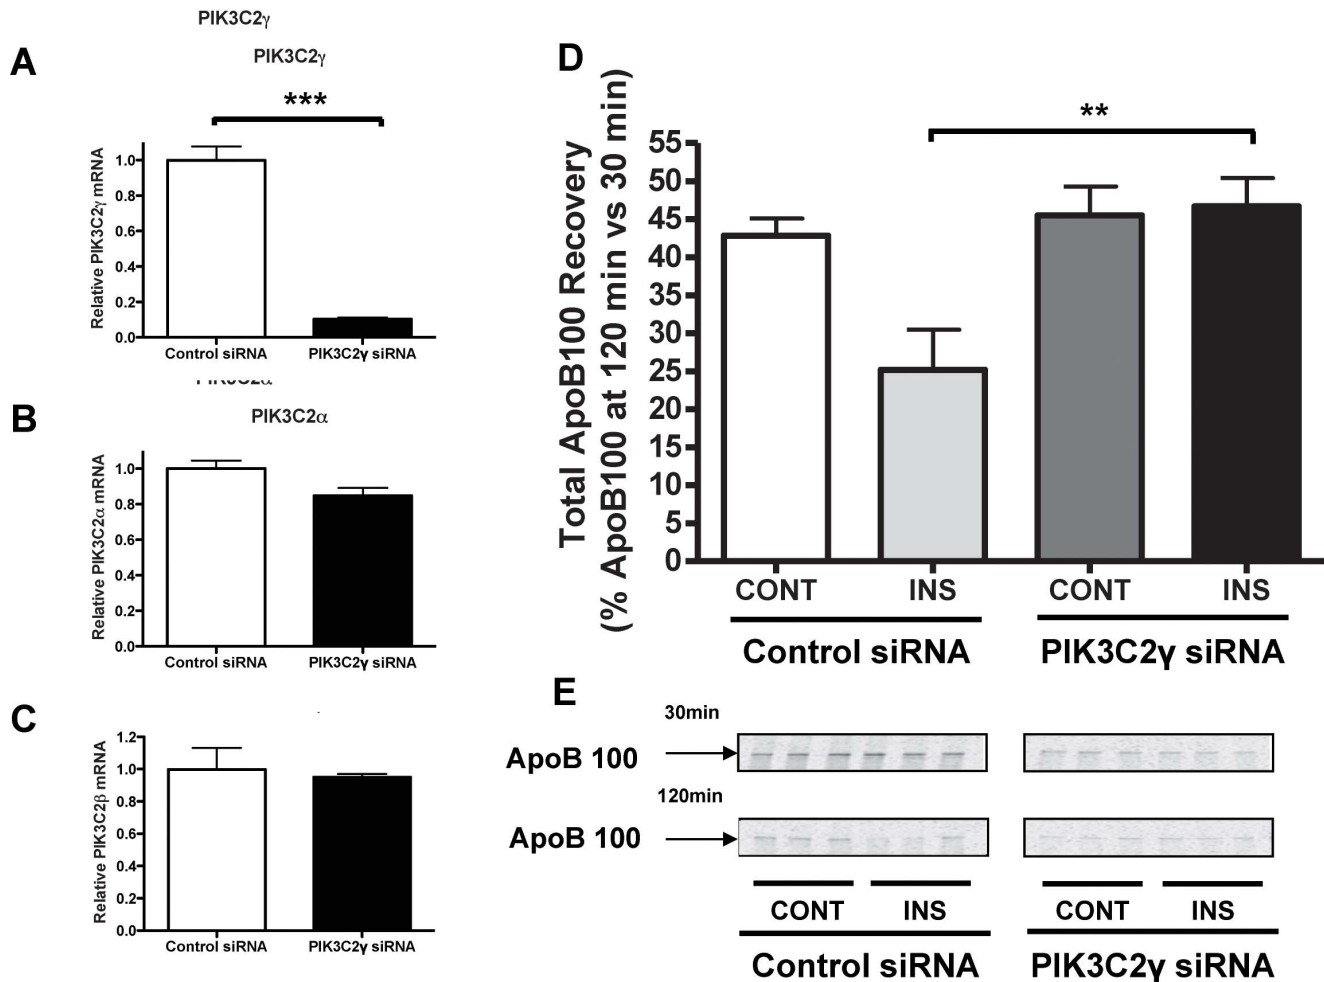 PIK3C2γ
A
PIK3C2γ
***
Relative PIK3C2γ mRNA
1.0
0.8
0.6
0.4
0.2
0.0
Control siRNA
PIK3C2γ siRNA
PIK3C2α
B
PIK3C2α
Relative PIK3C2α mRNA
1.0
0.8
0.6
0.4
0.2
0.0
Control siRNA
PIK3C2γ siRNA
C
Relative PIK3C2β mRNA
1.2
1.0
0.8
0.6
0.4
0.2
0.0
Control siRNA
PIK3C2γ siRNA
D
Total ApoB100 Recovery
(% ApoB100 at 120 min vs 30 min)
**
55
50
45
40
35
30
25
20
15
10
5
0
CONT
INS
CONT
INS
Control siRNA
PIK3C2γ siRNA
E
30min
ApoB 100
120min
ApoB 100
CONT
INS
CONT
INS
Control siRNA
PIK3C2γ siRNA